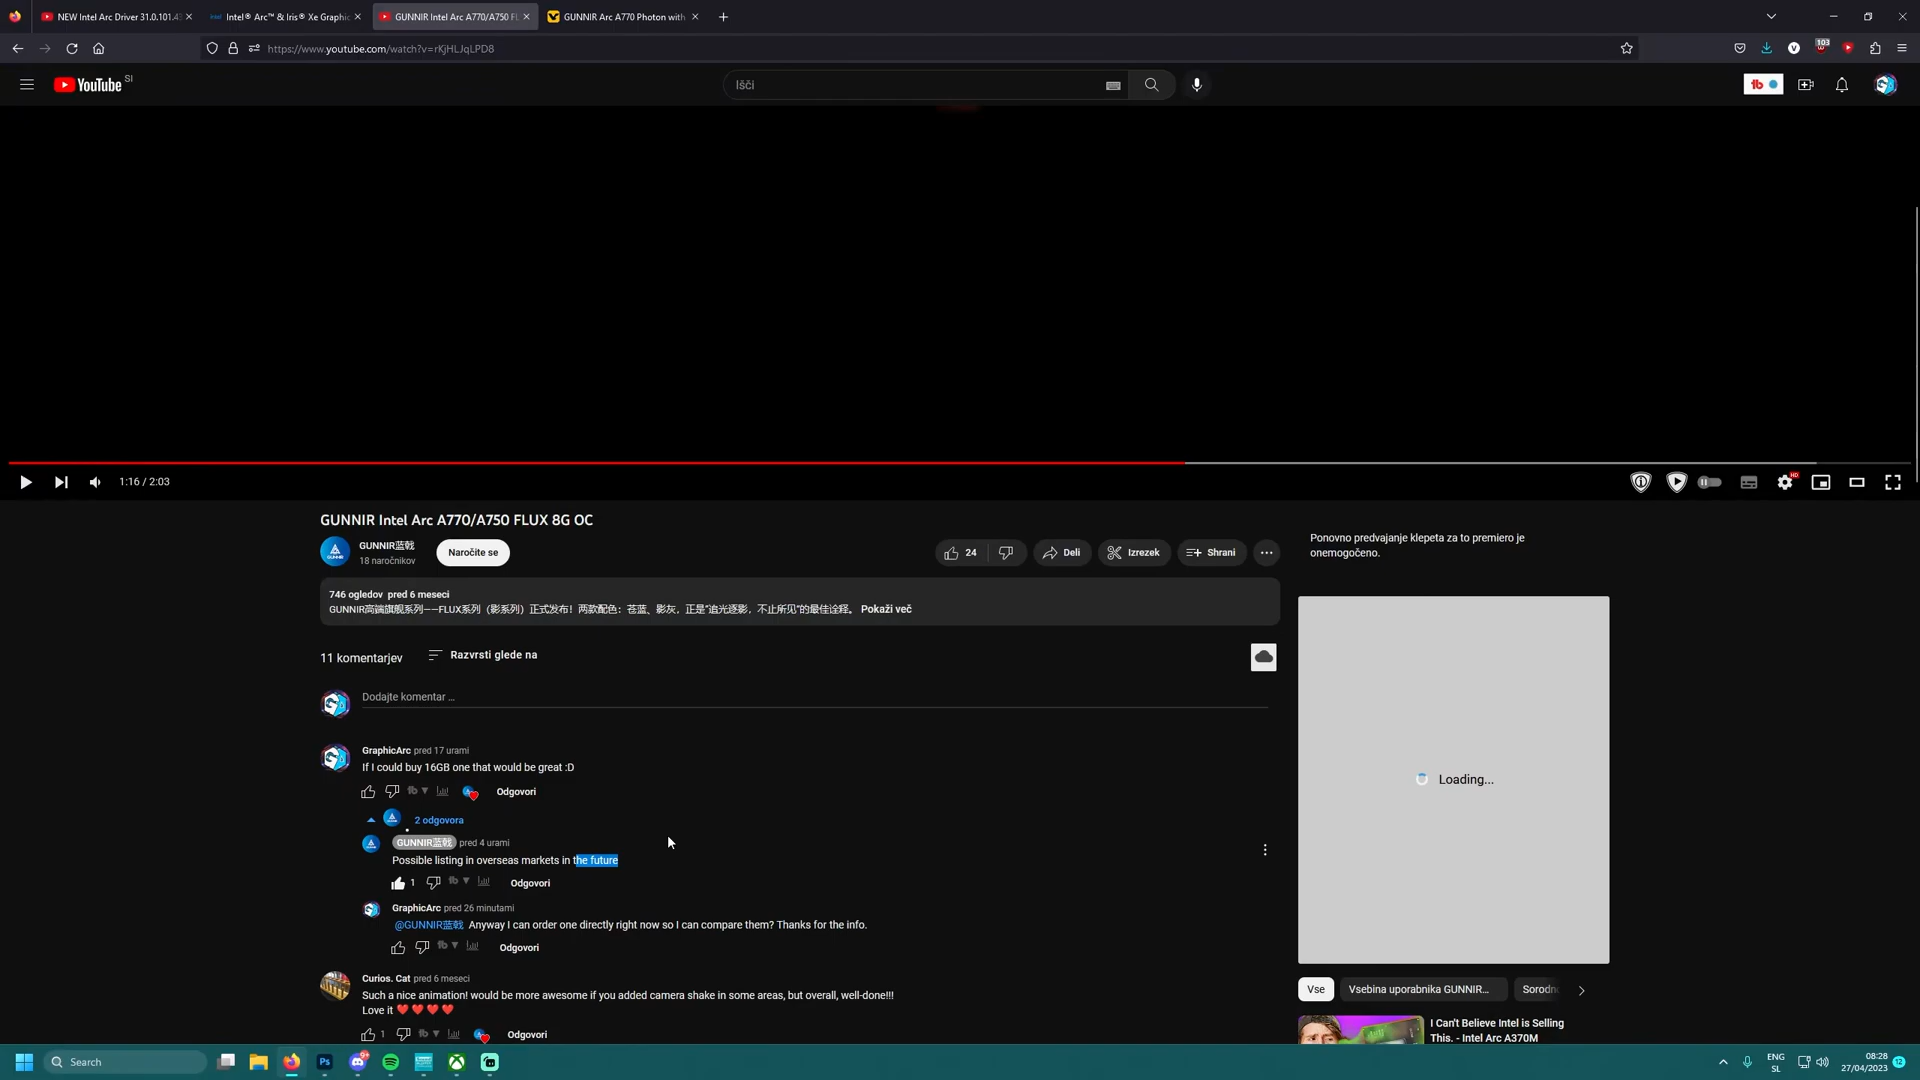 NEW Intel Arc Driver 31.0.101.43
Intel® Arc™ & Iris® Xe Graphic
GUNNIR Intel Arc A770/A750 FL
GUNNIR Arc A770 Photon with
https://www.youtube.com/watch?v=rKjHLJqLPD8
103
YouTube SI
Išči
1:16 / 2:03
HD
GUNNIR Intel Arc A770/A750 FLUX 8G OC
GUNNIR蓝戟
18 naročnikov
Naročite se
24
Deli
Izrezek
Shrani
Ponovno predvajanje klepeta za to premiero je
onemogočeno.
746 ogledov pred 6 meseci
GUNNIR高端旗舰系列——FLUX系列（影系列）正式发布！两款配色：苍蓝、影灰，正是“追光逐影，不止所见”的最佳诠释。 Pokaži več
11 komentarjev
Razvrsti glede na
Dodajte komentar ...
GraphicArc pred 17 urami
If I could buy 16GB one that would be great :D
Odgovori
2 odgovora
GUNNIR蓝戟 pred 4 urami
Possible listing in overseas markets in the future
1
Odgovori
GraphicArc pred 26 minutami
@GUNNIR蓝戟 Anyway I can order one directly right now so I can compare them? Thanks for the info.
Odgovori
Curios. Cat pred 6 meseci
Such a nice animation! would be more awesome if you added camera shake in some areas, but overall, well-done!!!
Love it ❤️❤️❤️❤️
1
Odgovori
Loading...
Vse
Vsebina uporabnika GUNNIR…
Sorodn
I Can't Believe Intel is Selling
This. - Intel Arc A370M
Search
Ps
ENG
SL
08:28
27/04/2023
12